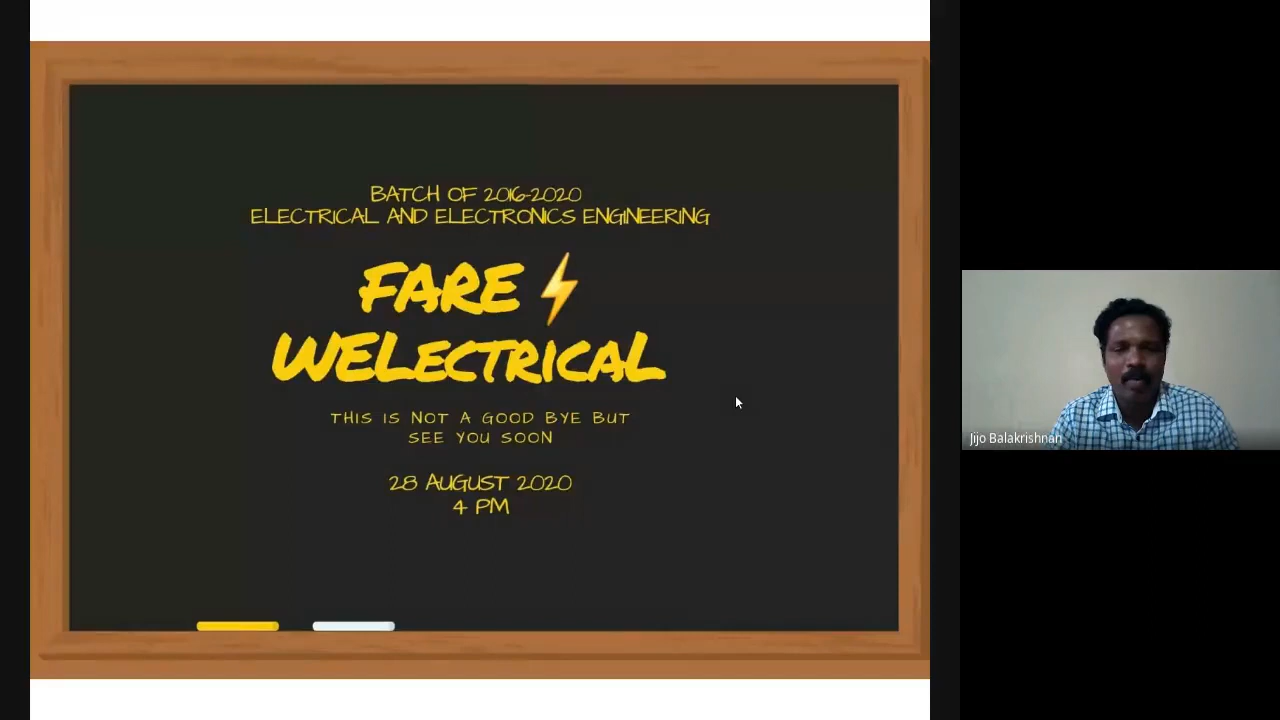 BATCH OF 2016-2020
ELECTRICAL AND ELECTRONICS ENGINEERING
FARE⚡
WELECTRICAL
THIS IS NOT A GOOD BYE BUT
SEE YOU SOON
28 AUGUST 2020
4 PM
Jijo Balakrishnan